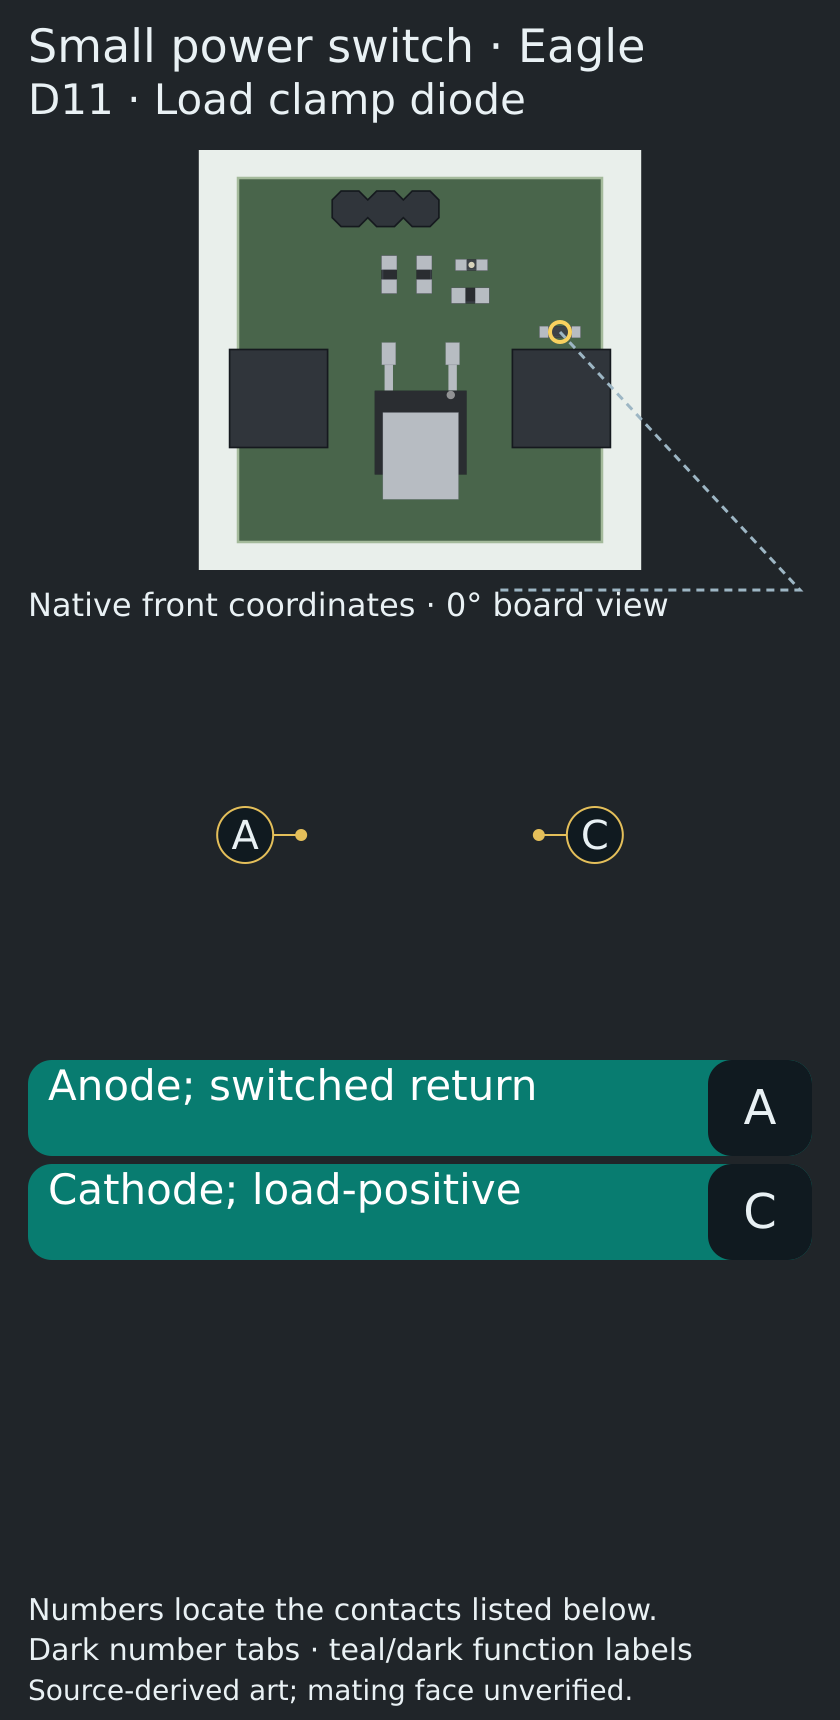 Small power switch · Eagle
D11 · Load clamp diode
Native front coordinates · 0° board view
A
C
Anode; switched return
A
Cathode; load-positive
C
Numbers locate the contacts listed below.
Dark number tabs · teal/dark function labels
Source-derived art; mating face unverified.